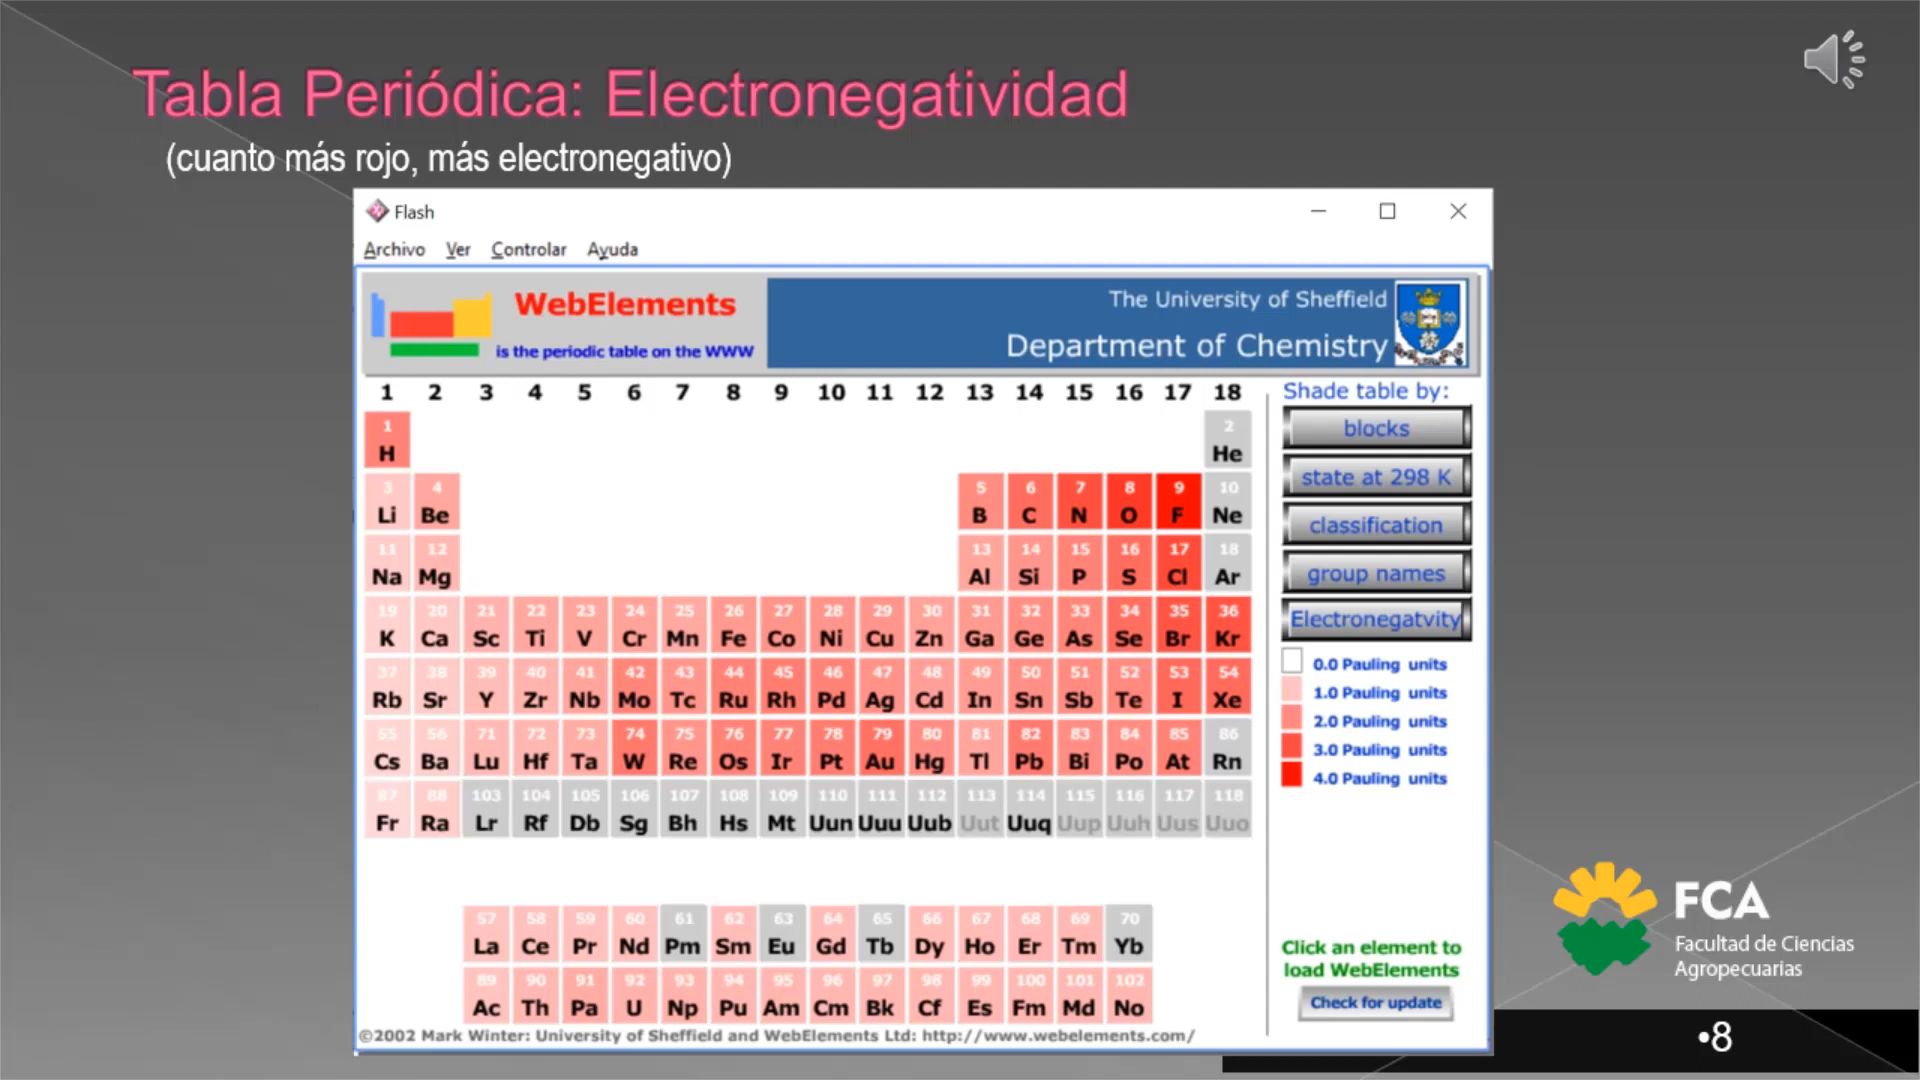 Tabla Periódica: Electronegatividad
(cuanto más rojo, más electronegativo)
Flash
Archivo Ver Controlar Ayuda
WebElements
is the periodic table on the WWW
The University of Sheffield
Department of Chemistry
1 2 3 4 5 6 7 8 9 10 11 12 13 14 15 16 17 18
1 2
H He
3 4 5 6 7 8 9 10
Li Be B C N O F Ne
11 12 13 14 15 16 17 18
Na Mg Al Si P S Cl Ar
19 20 21 22 23 24 25 26 27 28 29 30 31 32 33 34 35 36
K Ca Sc Ti V Cr Mn Fe Co Ni Cu Zn Ga Ge As Se Br Kr
37 38 39 40 41 42 43 44 45 46 47 48 49 50 51 52 53 54
Rb Sr Y Zr Nb Mo Tc Ru Rh Pd Ag Cd In Sn Sb Te I Xe
55 56 71 72 73 74 75 76 77 78 79 80 81 82 83 84 85 86
Cs Ba Lu Hf Ta W Re Os Ir Pt Au Hg Tl Pb Bi Po At Rn
87 88 103 104 105 106 107 108 109 110 111 112 113 114 115 116 117 118
Fr Ra Lr Rf Db Sg Bh Hs Mt Uun Uuu Uub Uut Uuq Uup Uuh Uus Uuo
57 58 59 60 61 62 63 64 65 66 67 68 69 70
La Ce Pr Nd Pm Sm Eu Gd Tb Dy Ho Er Tm Yb
89 90 91 92 93 94 95 96 97 98 99 100 101 102
Ac Th Pa U Np Pu Am Cm Bk Cf Es Fm Md No
©2002 Mark Winter: University of Sheffield and WebElements Ltd: http://www.webelements.com/
Shade table by:
blocks
state at 298 K
classification
group names
Electronegatvity
0.0 Pauling units
1.0 Pauling units
2.0 Pauling units
3.0 Pauling units
4.0 Pauling units
Click an element to
load WebElements
Check for update
FCA
Facultad de Ciencias
Agropecuarias
•8